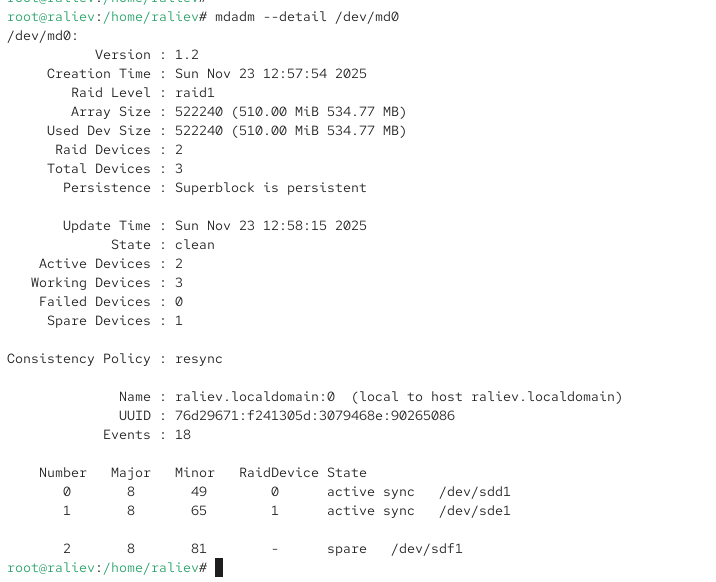 root@raliev:/home/raliev# mdadm --detail /dev/md0
/dev/md0:
           Version : 1.2
     Creation Time : Sun Nov 23 12:57:54 2025
        Raid Level : raid1
        Array Size : 522240 (510.00 MiB 534.77 MB)
     Used Dev Size : 522240 (510.00 MiB 534.77 MB)
      Raid Devices : 2
     Total Devices : 3
       Persistence : Superblock is persistent

       Update Time : Sun Nov 23 12:58:15 2025
             State : clean
    Active Devices : 2
   Working Devices : 3
    Failed Devices : 0
     Spare Devices : 1

Consistency Policy : resync

              Name : raliev.localdomain:0  (local to host raliev.localdomain)
              UUID : 76d29671:f241305d:3079468e:90265086
            Events : 18

    Number   Major   Minor   RaidDevice State
       0       8       49        0      active sync   /dev/sdd1
       1       8       65        1      active sync   /dev/sde1

       2       8       81        -      spare   /dev/sdf1
root@raliev:/home/raliev#